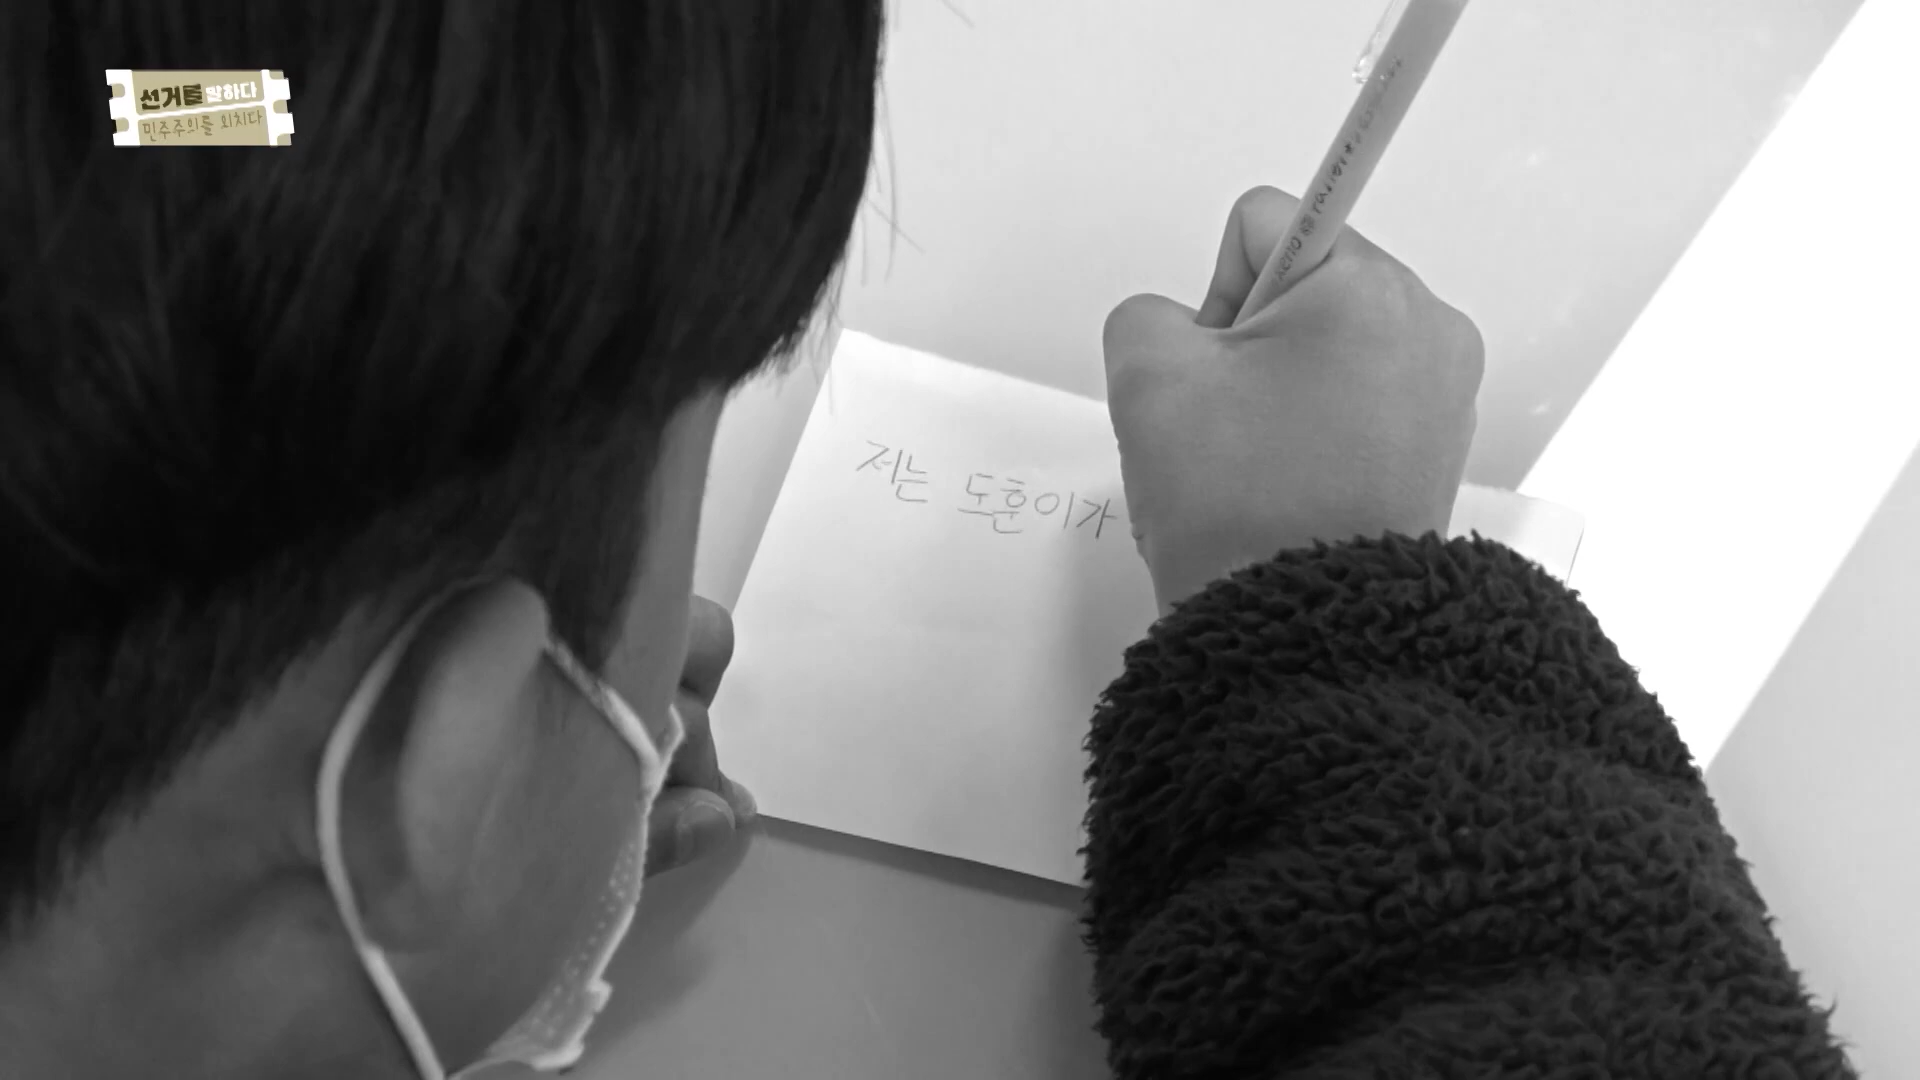 선거를 말하다
민주주의를 외치다
저는 도훈이가